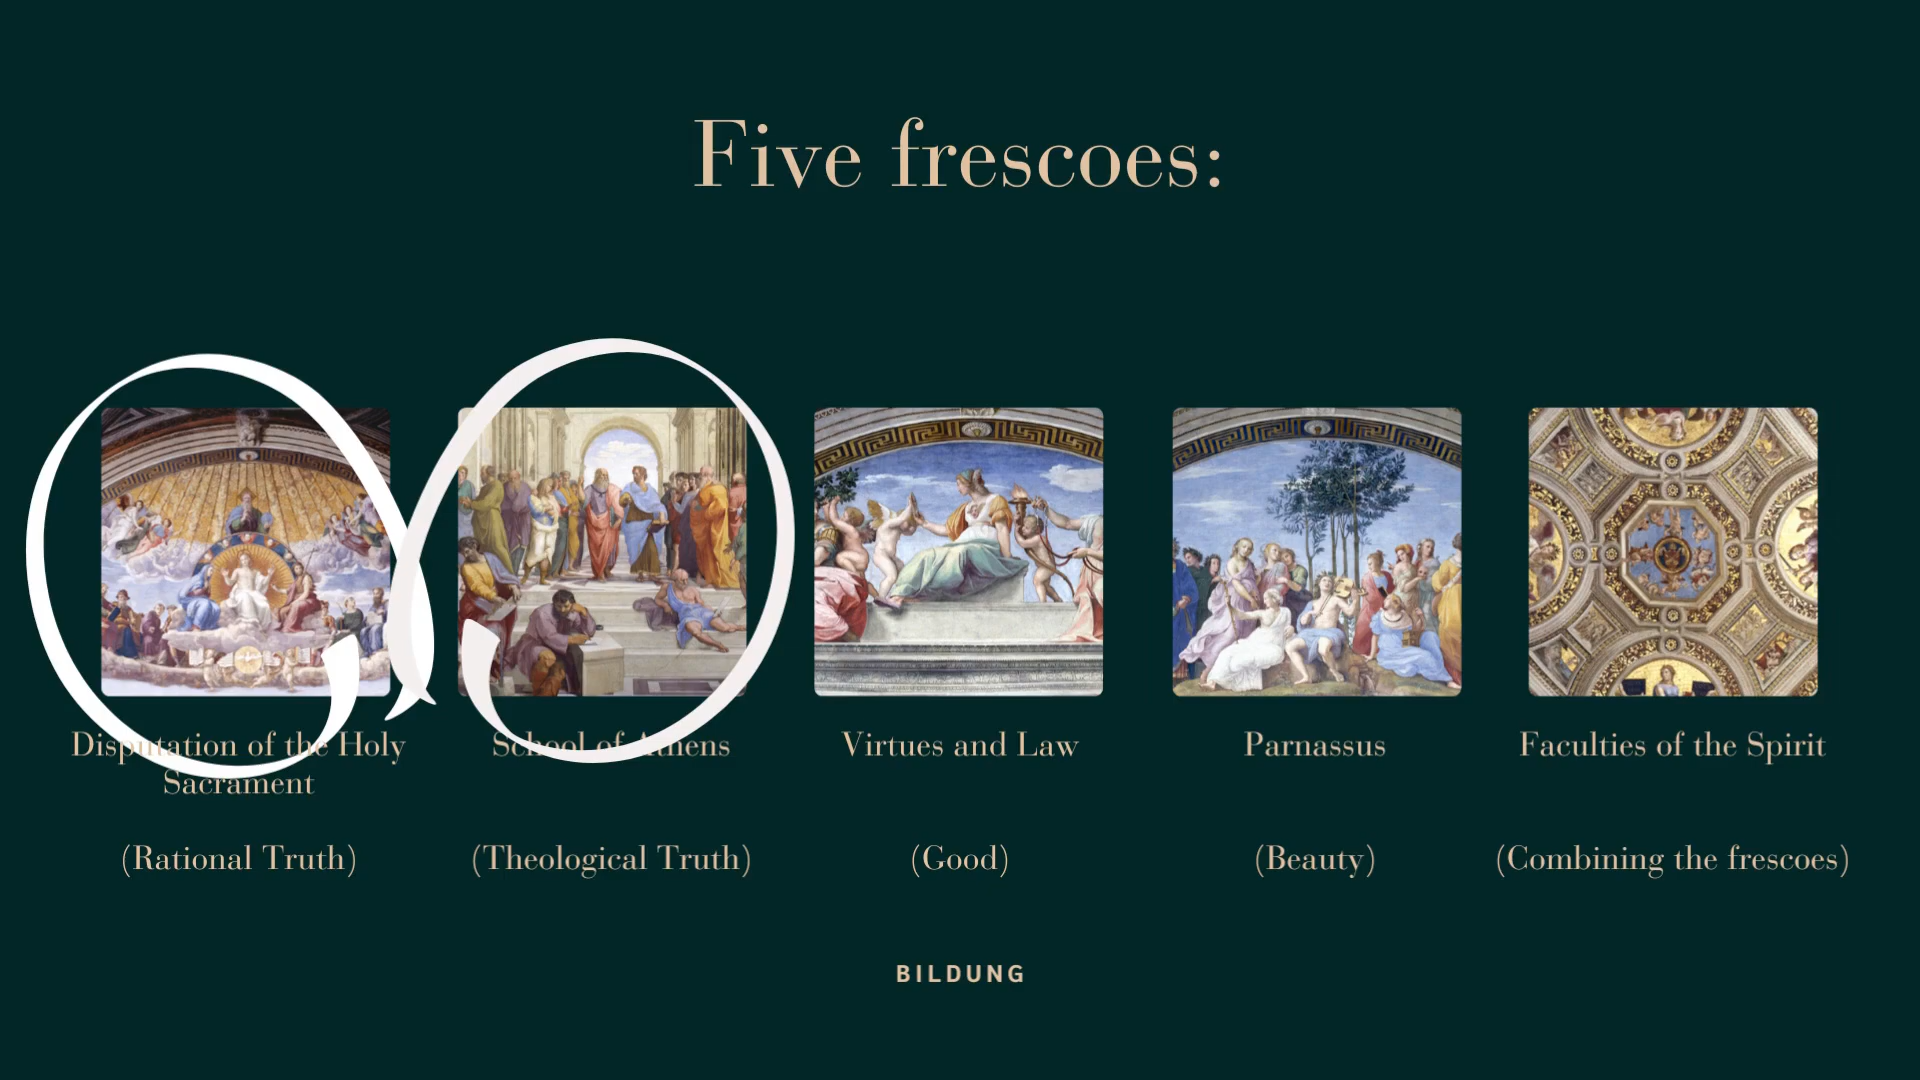 Five frescoes:
Disputation of the Holy
Sacrament
School of Athens
Virtues and Law
Parnassus
Faculties of the Spirit
(Rational Truth)
(Theological Truth)
(Good)
(Beauty)
(Combining the frescoes)
BILDUNG